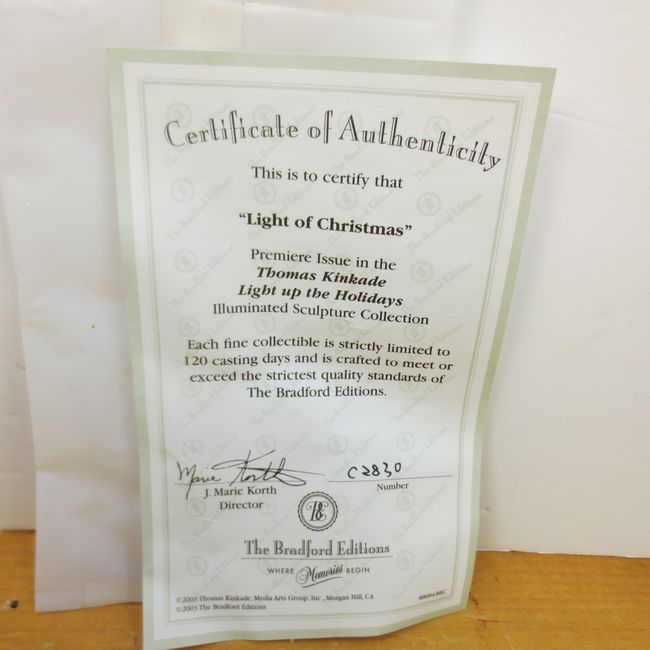 Certificate of Authenticity
This is to certify that
"Light of Christmas"
Premiere Issue in the
Thomas Kinkade
Light up the Holidays
Illuminated Sculpture Collection
Each fine collectible is strictly limited to
120 casting days and is crafted to meet or
exceed the strictest quality standards of
The Bradford Editions.
Marie Korth
C2830
J. Marie Korth
Number
Director
BE
The Bradford Editions
WHERE Memories BEGIN
©2003 Thomas Kinkade, Media Arts Group, Inc., Morgan Hill, CA
©2003 The Bradford Editions